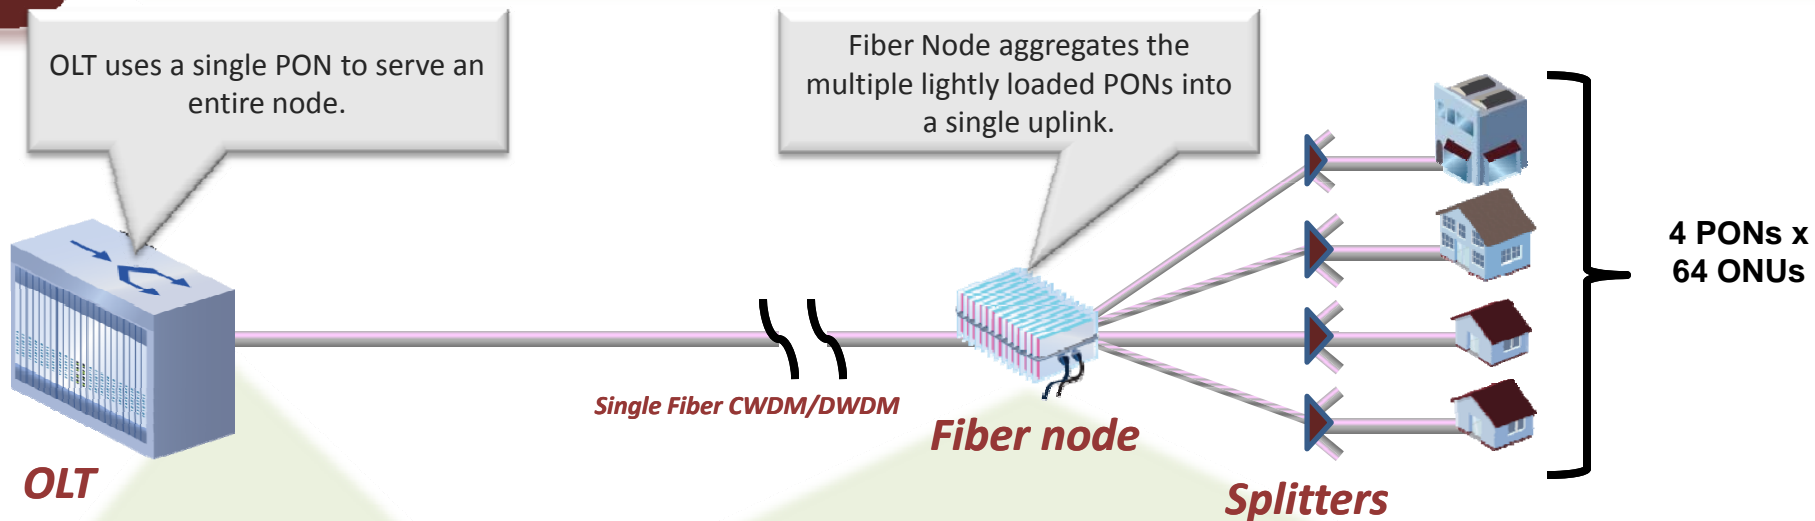 OLT uses a single PON to serve an
entire node.
Fiber Node aggregates the
multiple lightly loaded PONs into
a single uplink.
4 PONs x
64 ONUs
Single Fiber CWDM/DWDM
Fiber node
OLT
Splitters